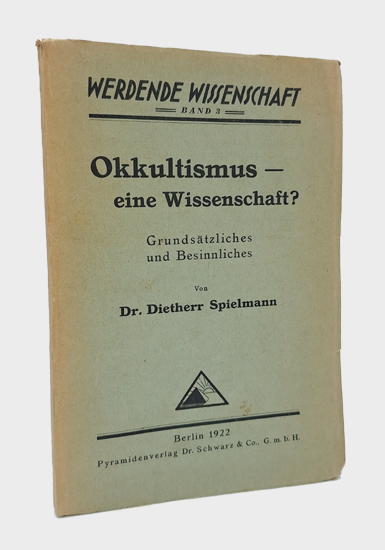 WERDENDE WISSENSCHAFT
BAND 3
Okkultismus —
eine Wissenschaft?
Grundsätzliches
und Besinnliches
Von
Dr. Dietherr Spielmann
Berlin 1922
Pyramidenverlag Dr. Schwarz & Co., G. m. b. H.